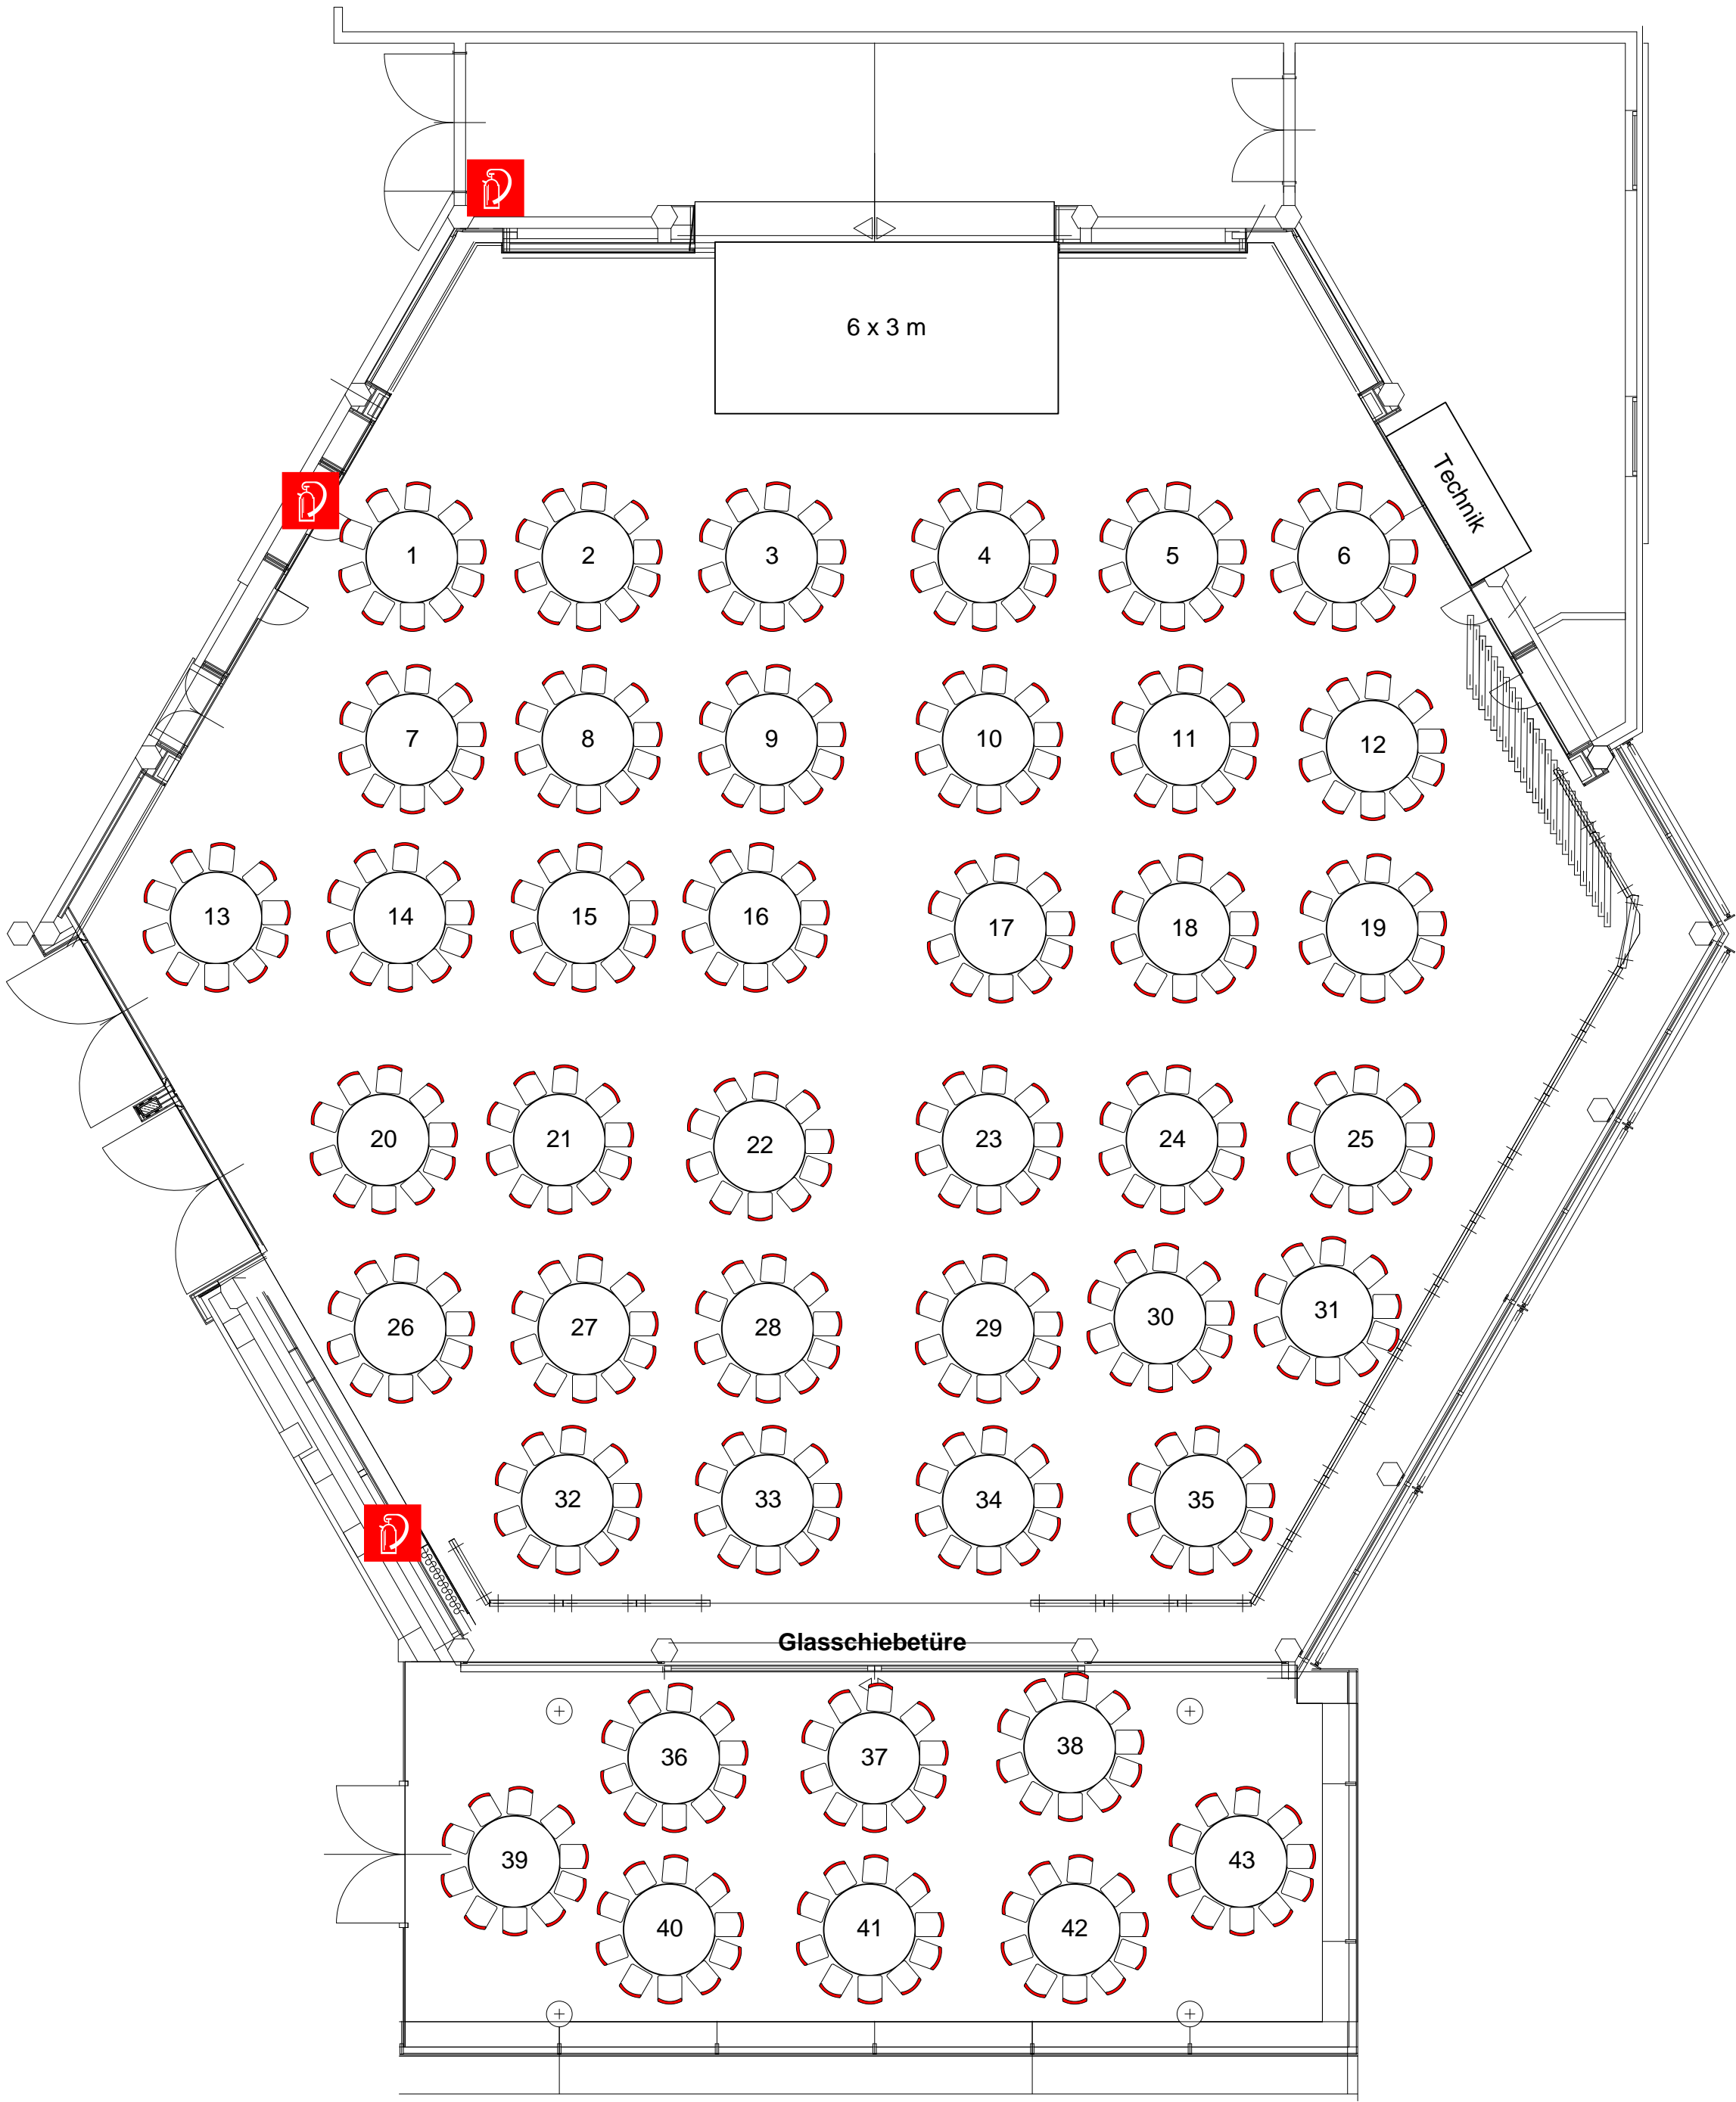 6 x 3 m
Technik
1 2 3 4 5 6
7 8 9 10 11 12
13 14 15 16 17 18 19
20 21 22 23 24 25
26 27 28 29 30 31
32 33 34 35
Glasschiebetüre
36 37 38
39 43
40 41 42